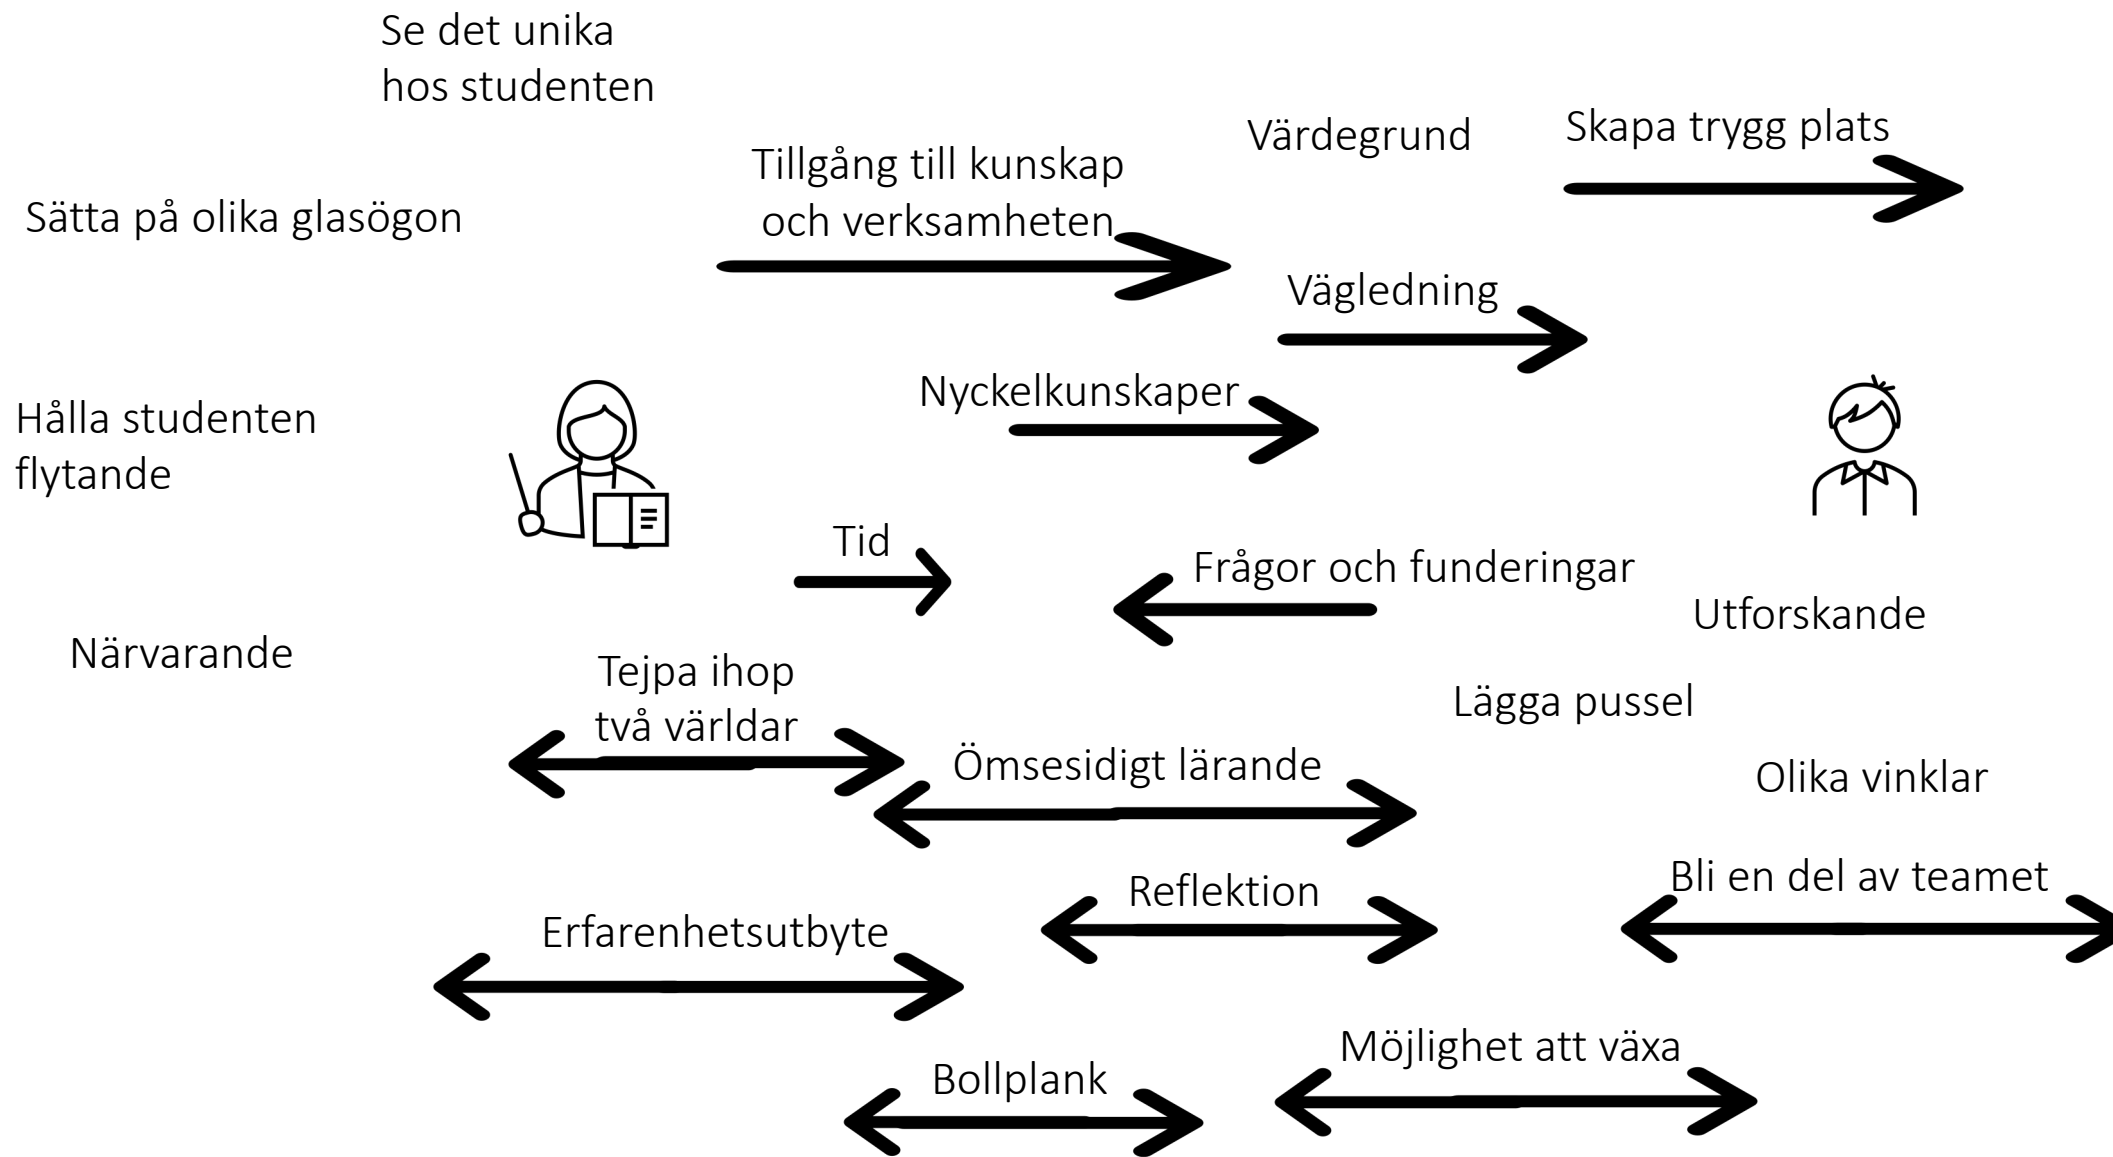 Se det unika
hos studenten
Värdegrund
Skapa trygg plats
Tillgång till kunskap
och verksamheten
Sätta på olika glasögon
Vägledning
Nyckelkunskaper
Hålla studenten
flytande
Tid
Frågor och funderingar
Utforskande
Närvarande
Tejpa ihop
två världar
Lägga pussel
Ömsesidigt lärande
Olika vinklar
Reflektion
Bli en del av teamet
Erfarenhetsutbyte
Möjlighet att växa
Bollplank